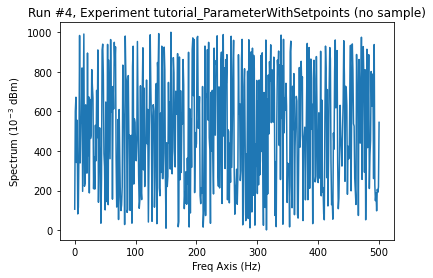 Run #4, Experiment tutorial_ParameterWithSetpoints (no sample)
1000
800
600
400
200
0
Spectrum (10⁻³ dBm)
0 100 200 300 400 500
Freq Axis (Hz)